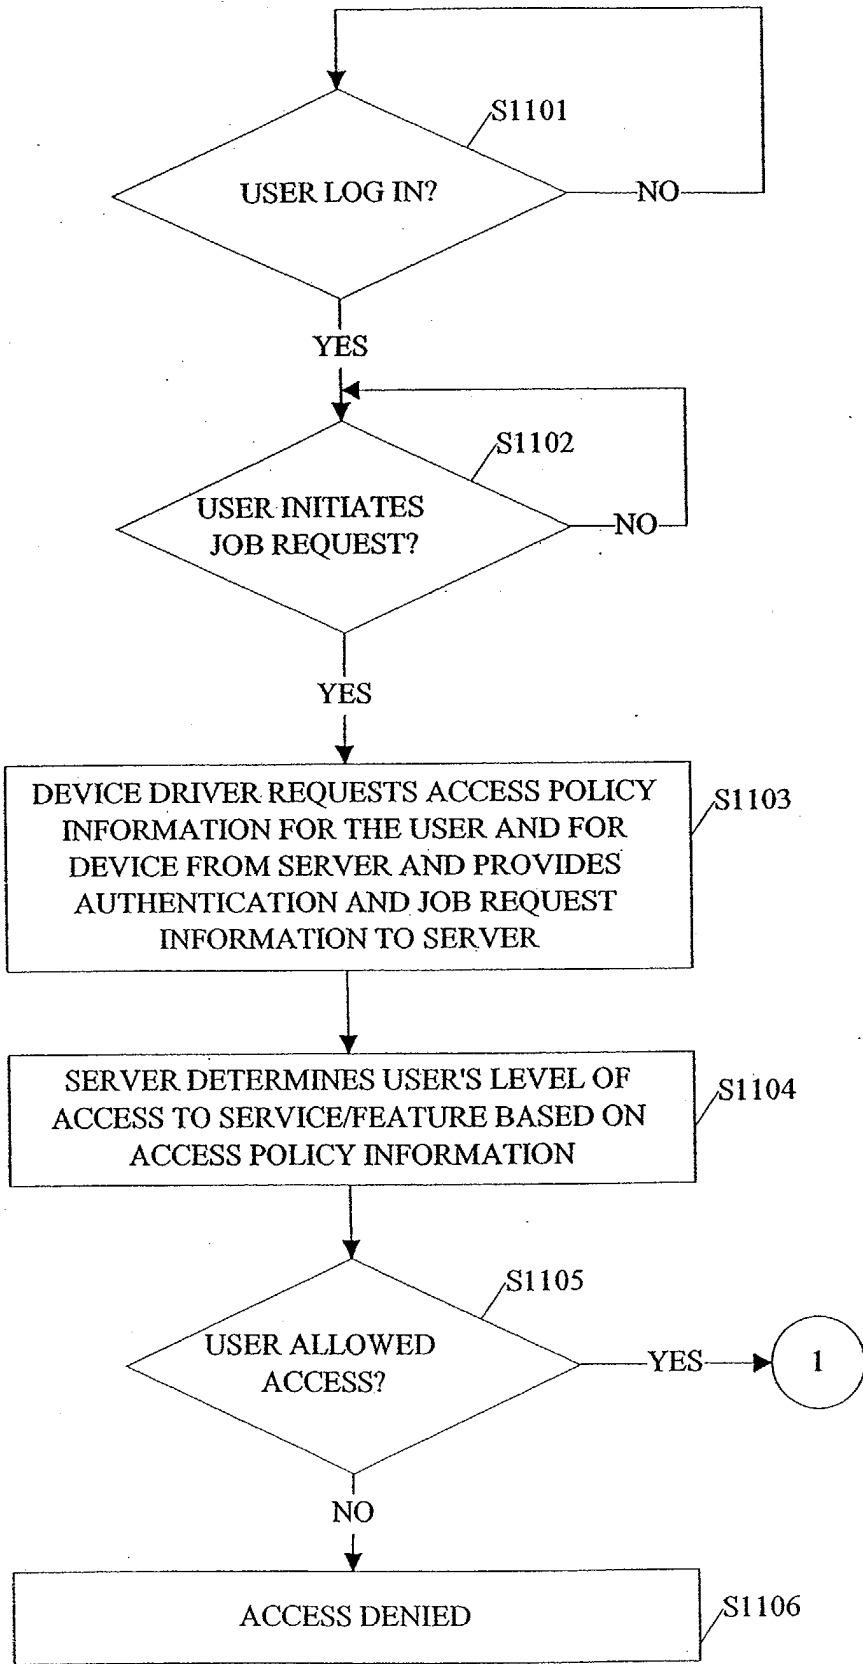 S1101
USER LOG IN?
NO
YES
S1102
USER INITIATES
JOB REQUEST?
NO
YES
DEVICE DRIVER REQUESTS ACCESS POLICY
INFORMATION FOR THE USER AND FOR
DEVICE FROM SERVER AND PROVIDES
AUTHENTICATION AND JOB REQUEST
INFORMATION TO SERVER
S1103
SERVER DETERMINES USER'S LEVEL OF
ACCESS TO SERVICE/FEATURE BASED ON
ACCESS POLICY INFORMATION
S1104
S1105
USER ALLOWED
ACCESS?
YES
1
NO
ACCESS DENIED
S1106